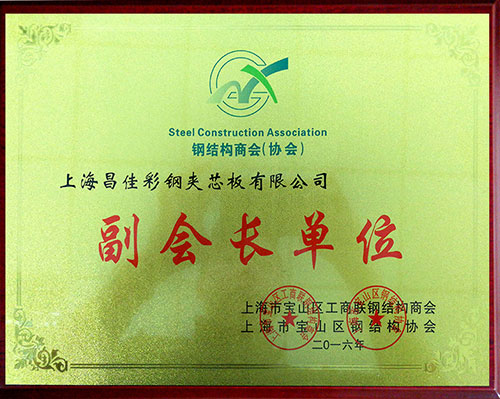 Steel Construction Association
钢结构商会(协会)
上海昌佳彩钢夹芯板有限公司
副会长单位
上海市宝山区工商联钢结构商会
上海市宝山区钢结构协会
二〇一六年